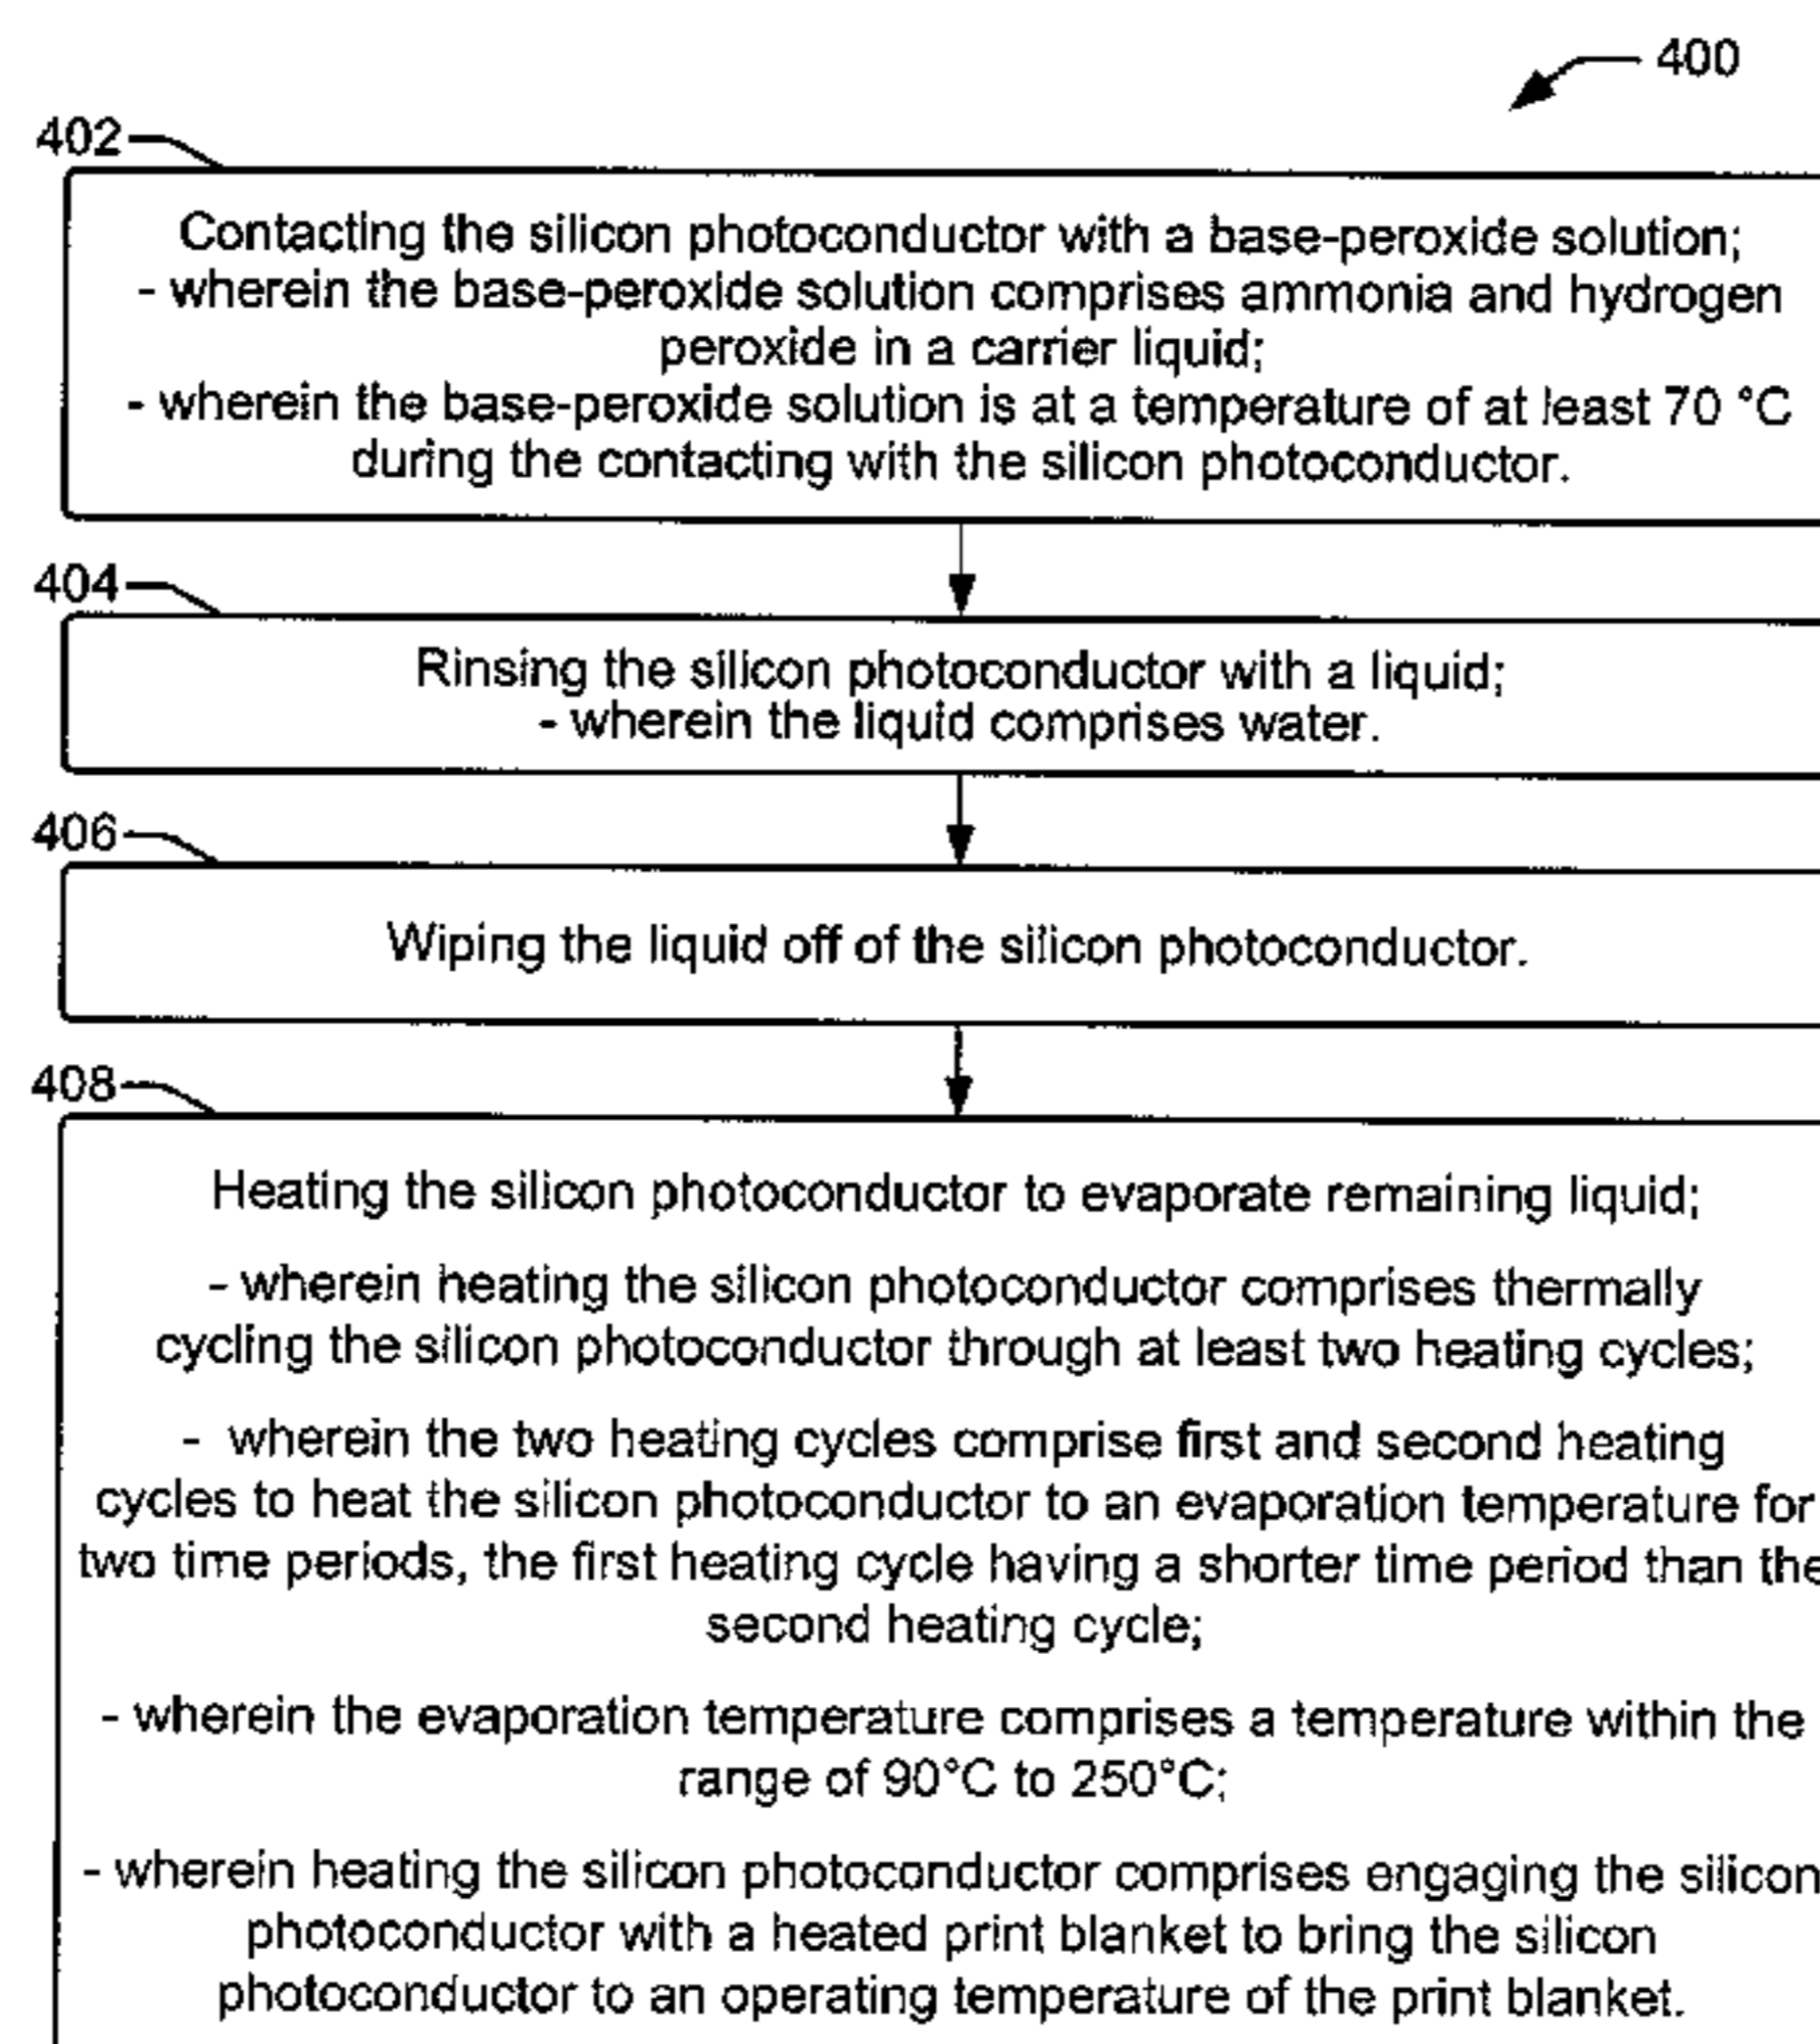 400
402
Contacting the silicon photoconductor with a base-peroxide solution;
- wherein the base-peroxide solution comprises ammonia and hydrogen
peroxide in a carrier liquid;
- wherein the base-peroxide solution is at a temperature of at least 70 °C
during the contacting with the silicon photoconductor.
404
Rinsing the silicon photoconductor with a liquid;
- wherein the liquid comprises water.
406
Wiping the liquid off of the silicon photoconductor.
408
Heating the silicon photoconductor to evaporate remaining liquid;
- wherein heating the silicon photoconductor comprises thermally
cycling the silicon photoconductor through at least two heating cycles;
- wherein the two heating cycles comprise first and second heating
cycles to heat the silicon photoconductor to an evaporation temperature for
two time periods, the first heating cycle having a shorter time period than the
second heating cycle;
- wherein the evaporation temperature comprises a temperature within the
range of 90°C to 250°C;
- wherein heating the silicon photoconductor comprises engaging the silicon
photoconductor with a heated print blanket to bring the silicon
photoconductor to an operating temperature of the print blanket.